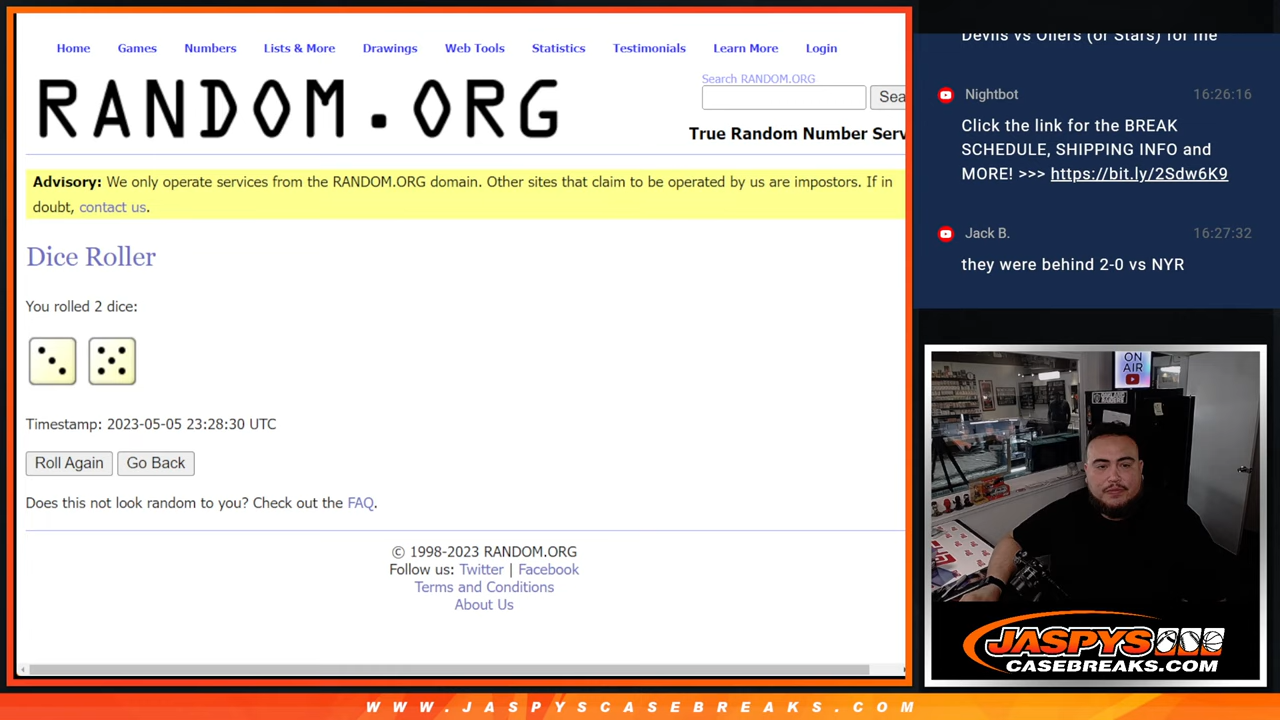 Home Games Numbers Lists & More Drawings Web Tools Statistics Testimonials Learn More Login
RANDOM.ORG
Search RANDOM.ORG
Sea
True Random Number Serv
Advisory: We only operate services from the RANDOM.ORG domain. Other sites that claim to be operated by us are impostors. If in
doubt, contact us.
Dice Roller
You rolled 2 dice:
Timestamp: 2023-05-05 23:28:30 UTC
Roll Again Go Back
Does this not look random to you? Check out the FAQ.
© 1998-2023 RANDOM.ORG
Follow us: Twitter | Facebook
Terms and Conditions
About Us
Devils vs Oilers (or Stars) for me
Nightbot 16:26:16
Click the link for the BREAK
SCHEDULE, SHIPPING INFO and
MORE! >>> https://bit.ly/2Sdw6K9
Jack B. 16:27:32
they were behind 2-0 vs NYR
ON
AIR
JASPYS
CASEBREAKS.COM
WWW.JASPYSCASEBREAKS.COM